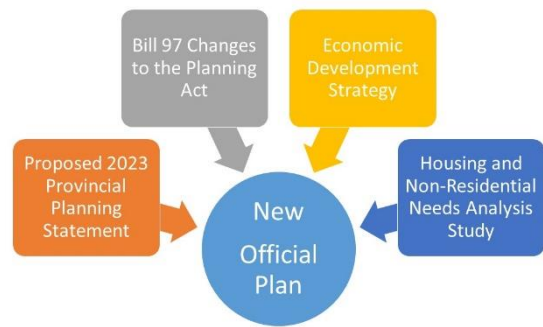 Bill 97 Changes
to the Planning
Act
Economic
Development
Strategy
Proposed 2023
Provincial
Planning
Statement
Housing and
Non-Residential
Needs Analysis
Study
New
Official
Plan